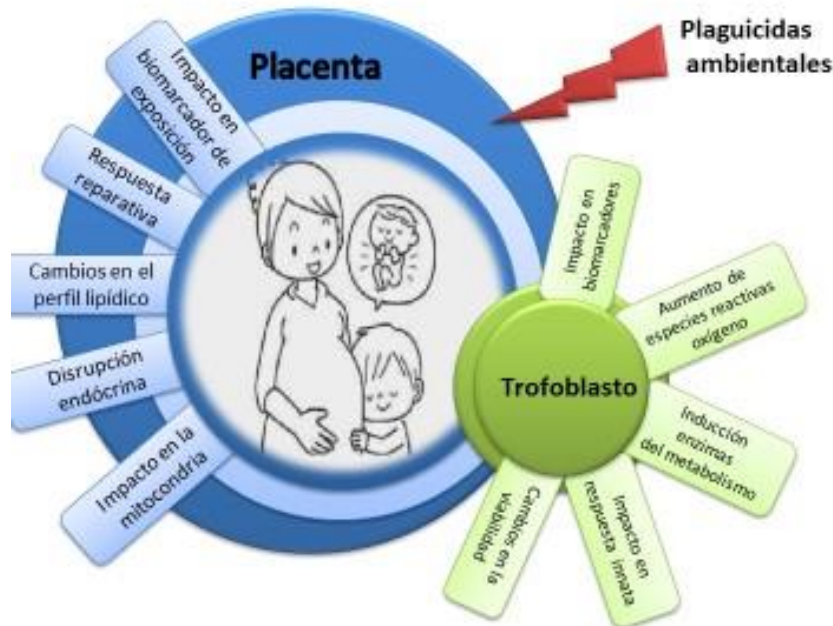 Placenta
Plaguicidas
ambientales
Impacto en
biomarcador de
exposición
Respuesta
reparativa
Cambios en el
perfil lipídico
Disrupción
endócrina
Impacto en la
mitocondria
Trofoblasto
Impacto en
biomarcadores
Aumento de
especies reactivas
oxígeno
Inducción
enzimas
del metabolismo
Impacto en
respuesta innata
Cambios en la
viabilidad